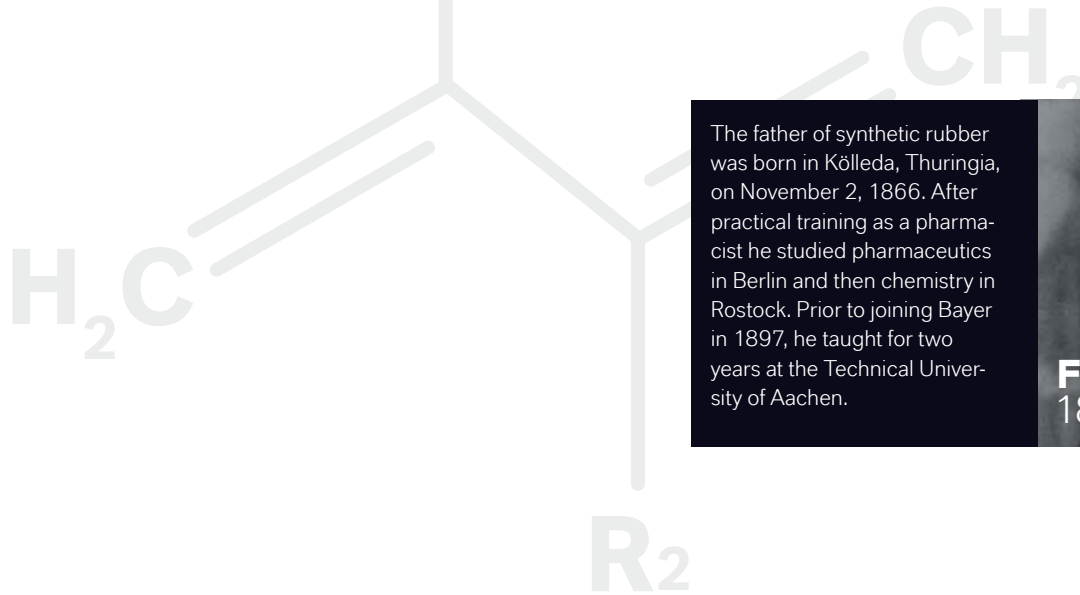 CH2
H2C
The father of synthetic rubber
was born in Kölleda, Thuringia,
on November 2, 1866. After
practical training as a pharma-
cist he studied pharmaceutics
in Berlin and then chemistry in
Rostock. Prior to joining Bayer
in 1897, he taught for two
years at the Technical Univer-
sity of Aachen.
F
18
R2